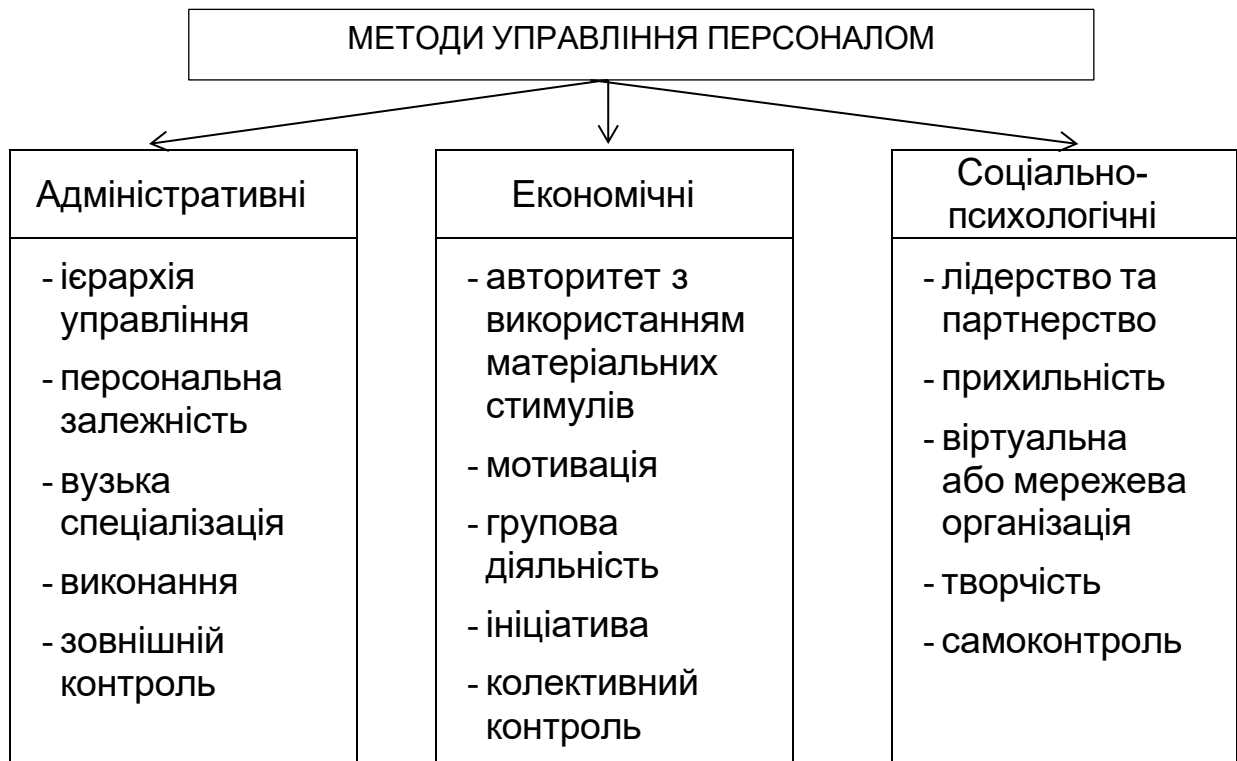 МЕТОДИ УПРАВЛІННЯ ПЕРСОНАЛОМ
Адміністративні
- ієрархія
управління
- персональна
залежність
- вузька
спеціалізація
- виконання
- зовнішній
контроль
Економічні
- авторитет з
використанням
матеріальних
стимулів
- мотивація
- групова
діяльність
- ініціатива
- колективний
контроль
Соціально-
психологічні
- лідерство та
партнерство
- прихильність
- віртуальна
або мережева
організація
- творчість
- самоконтроль